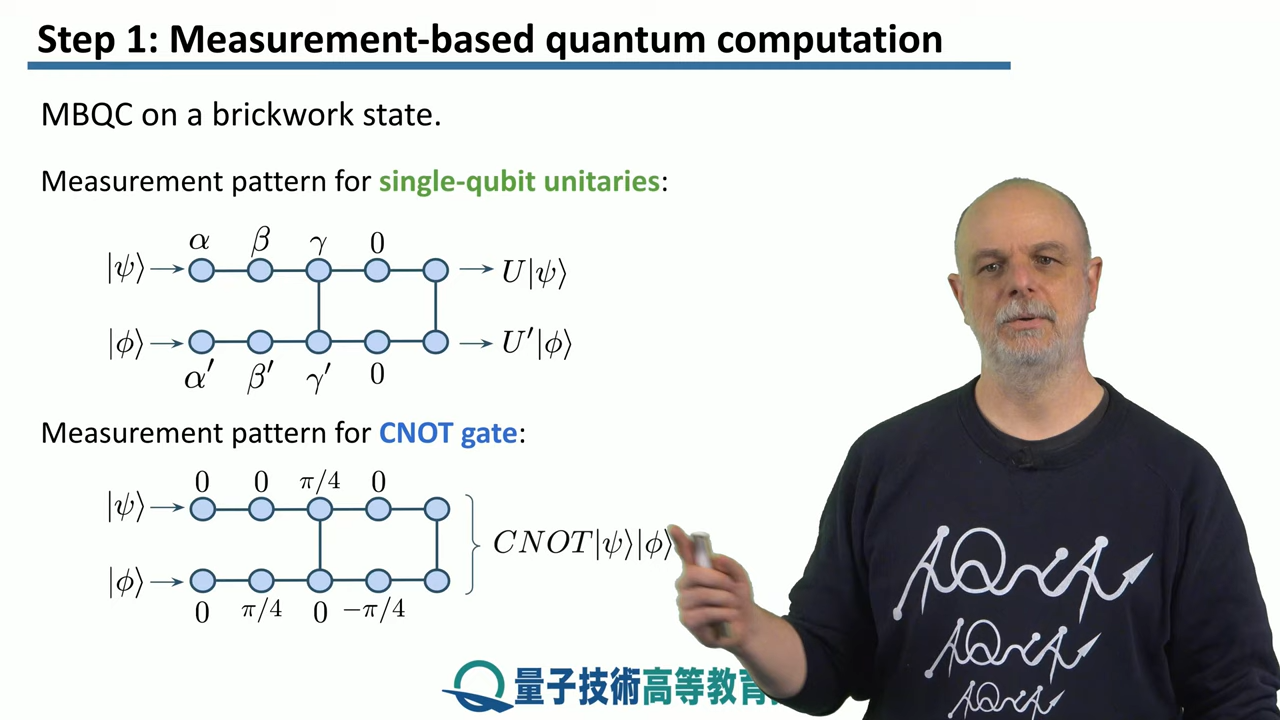 Step 1: Measurement-based quantum computation
MBQC on a brickwork state.
Measurement pattern for single-qubit unitaries:
α β γ 0
|ψ⟩ U|ψ⟩
|ϕ⟩ U′|ϕ⟩
α′ β′ γ′ 0
Measurement pattern for CNOT gate:
0 0 π/4 0
|ψ⟩
CNOT|ψ⟩|ϕ⟩
|ϕ⟩
0 π/4 0 −π/4
量子技術高等教育